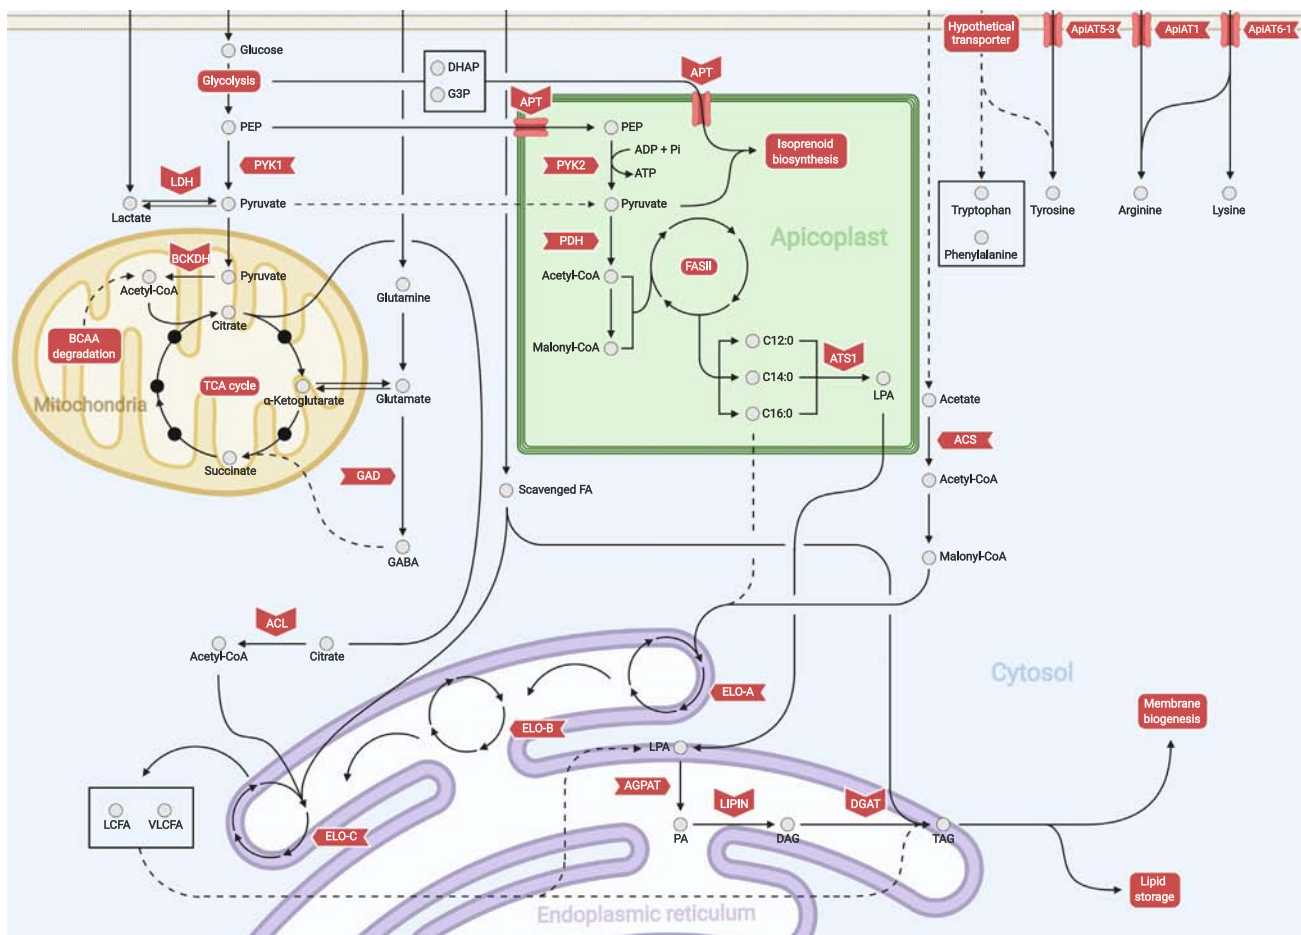 Glucose
Glycolysis
DHAP
G3P
APT
APT
Hypothetical
transporter
ApiAT5-3
ApiAT1
ApiAT6-1
PEP
PEP
ADP + Pi
ATP
PYK1
PYK2
LDH
Isoprenoid
biosynthesis
Lactate
Pyruvate
Pyruvate
Tryptophan
Tyrosine
Arginine
Lysine
Phenylalanine
Apicoplast
PDH
FASII
BCKDH
Pyruvate
Acetyl-CoA
Acetyl-CoA
Glutamine
Citrate
BCAA
degradation
Malonyl-CoA
C12:0
C14:0
C16:0
ATS1
LPA
TCA cycle
α-Ketoglutarate
Glutamate
Mitochondria
Acetate
ACS
Succinate
GAD
Scavenged FA
Acetyl-CoA
GABA
Malonyl-CoA
ACL
Acetyl-CoA
Citrate
Cytosol
ELO-A
Membrane
biogenesis
ELO-B
LPA
AGPAT
LIPIN
DGAT
LCFA
VLCFA
ELO-C
PA
DAG
TAG
Lipid
storage
Endoplasmic reticulum